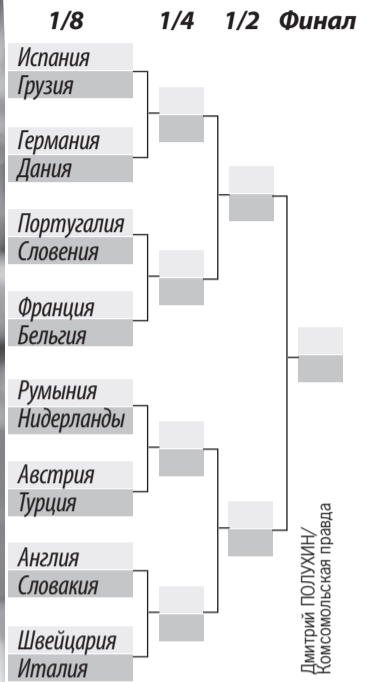 1/8 1/4 1/2 Финал
Испания
Грузия
Германия
Дания
Португалия
Словения
Франция
Бельгия
Румыния
Нидерланды
Австрия
Турция
Англия
Словакия
Швейцария
Италия
Дмитрий ПОЛУХИН/
Комсомольская правда